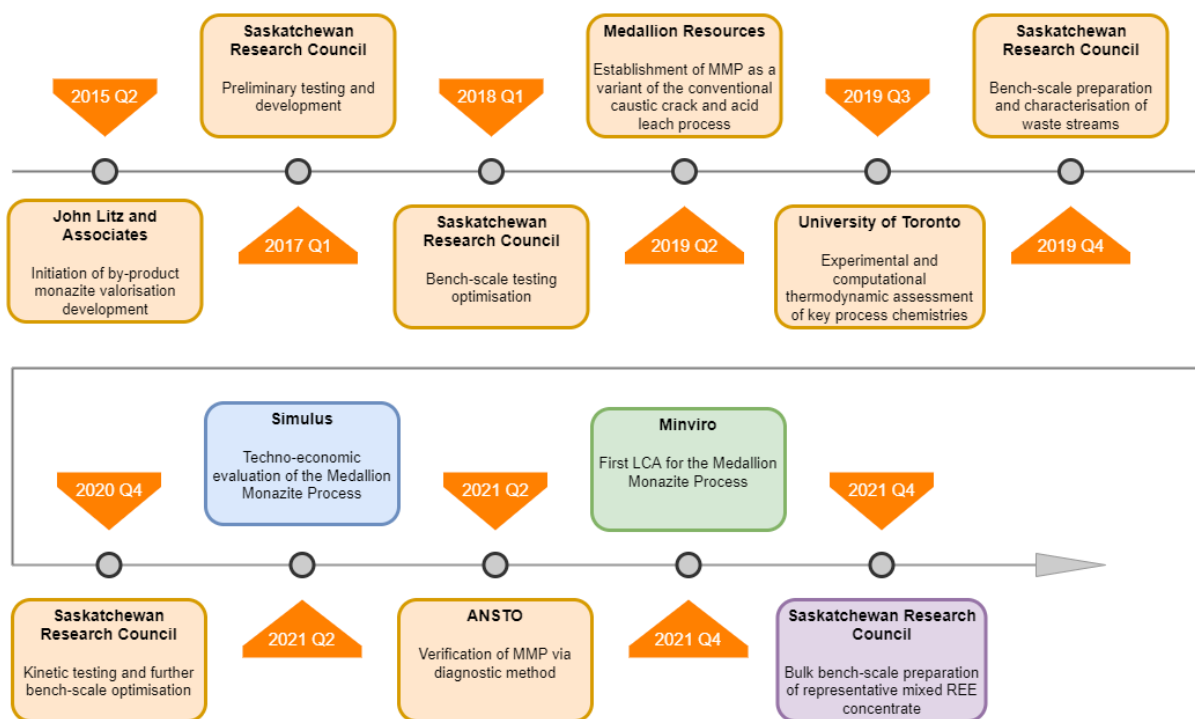 2015 Q2
John Litz and
Associates
Initiation of by-product
monazite valorisation
development
Saskatchewan
Research Council
Preliminary testing and
development
2017 Q1
2018 Q1
Saskatchewan
Research Council
Bench-scale testing
optimisation
Medallion Resources
Establishment of MMP as a
variant of the conventional
caustic crack and acid
leach process
2019 Q2
2019 Q3
University of Toronto
Experimental and
computational
thermodynamic assessment
of key process chemistries
Saskatchewan
Research Council
Bench-scale preparation
and characterisation of
waste streams
2019 Q4
2020 Q4
Saskatchewan
Research Council
Kinetic testing and further
bench-scale optimisation
Simulus
Techno-economic
evaluation of the Medallion
Monazite Process
2021 Q2
2021 Q2
ANSTO
Verification of MMP via
diagnostic method
Minviro
First LCA for the Medallion
Monazite Process
2021 Q4
2021 Q4
Saskatchewan Research
Council
Bulk bench-scale preparation
of representative mixed REE
concentrate